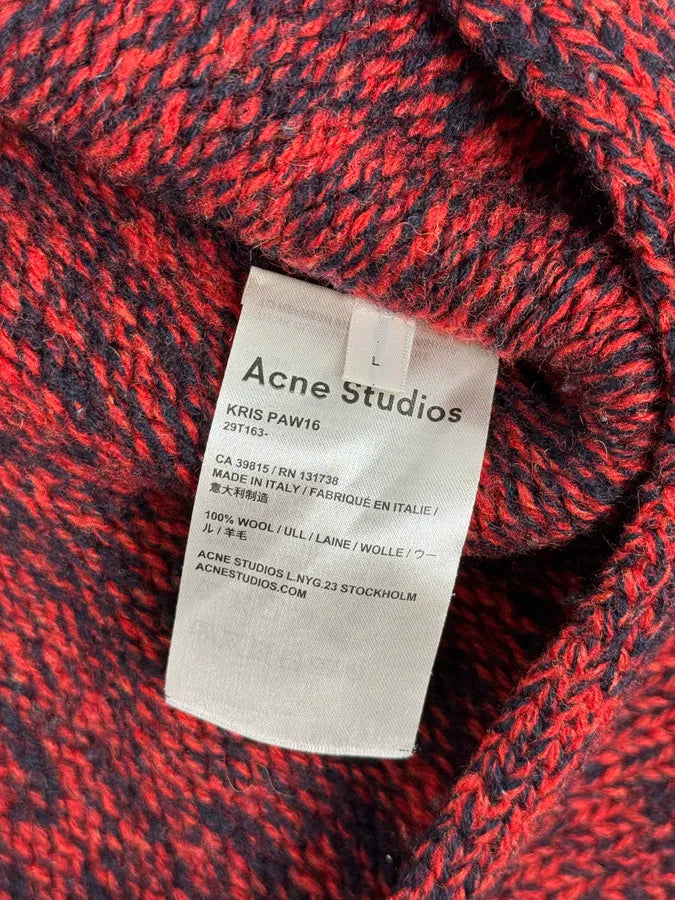 L
Acne Studios
KRIS PAW16
29T163-
CA 39815 / RN 131738
MADE IN ITALY / FABRIQUÉ EN ITALIE /
意大利制造
100% WOOL / ULL / LAINE / WOLLE / ウー
ル / 羊毛
ACNE STUDIOS L.NYG.23 STOCKHOLM
ACNESTUDIOS.COM